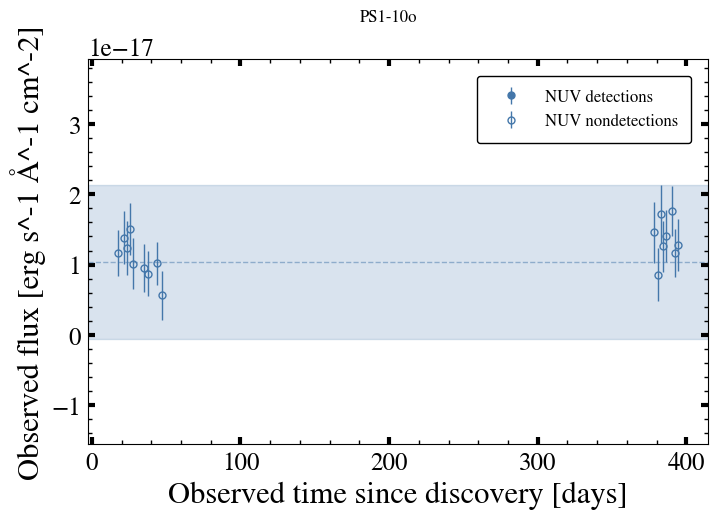 PS1-10o
1e−17
NUV detections
NUV nondetections
3
2
1
0
−1
0 100 200 300 400
Observed time since discovery [days]
Observed flux [erg s^-1 Å^-1 cm^-2]